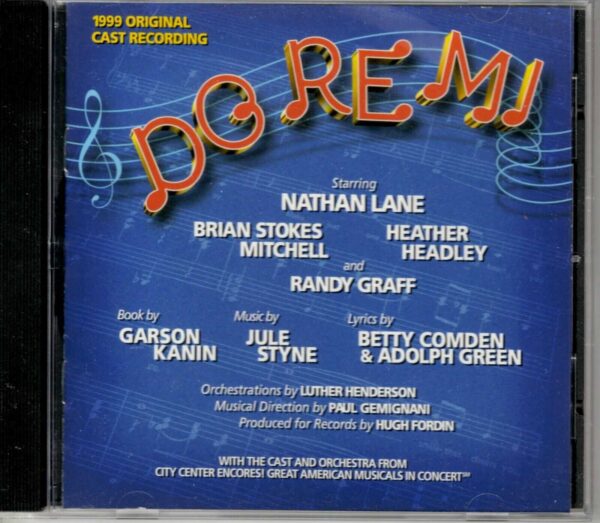 1999 ORIGINAL
CAST RECORDING
DO RE MI
Starring
NATHAN LANE
BRIAN STOKES
MITCHELL
HEATHER
HEADLEY
and
RANDY GRAFF
Book by
GARSON
KANIN
Music by
JULE
STYNE
Lyrics by
BETTY COMDEN
& ADOLPH GREEN
Orchestrations by LUTHER HENDERSON
Musical Direction by PAUL GEMIGNANI
Produced for Records by HUGH FORDIN
WITH THE CAST AND ORCHESTRA FROM
CITY CENTER ENCORES! GREAT AMERICAN MUSICALS IN CONCERT℠